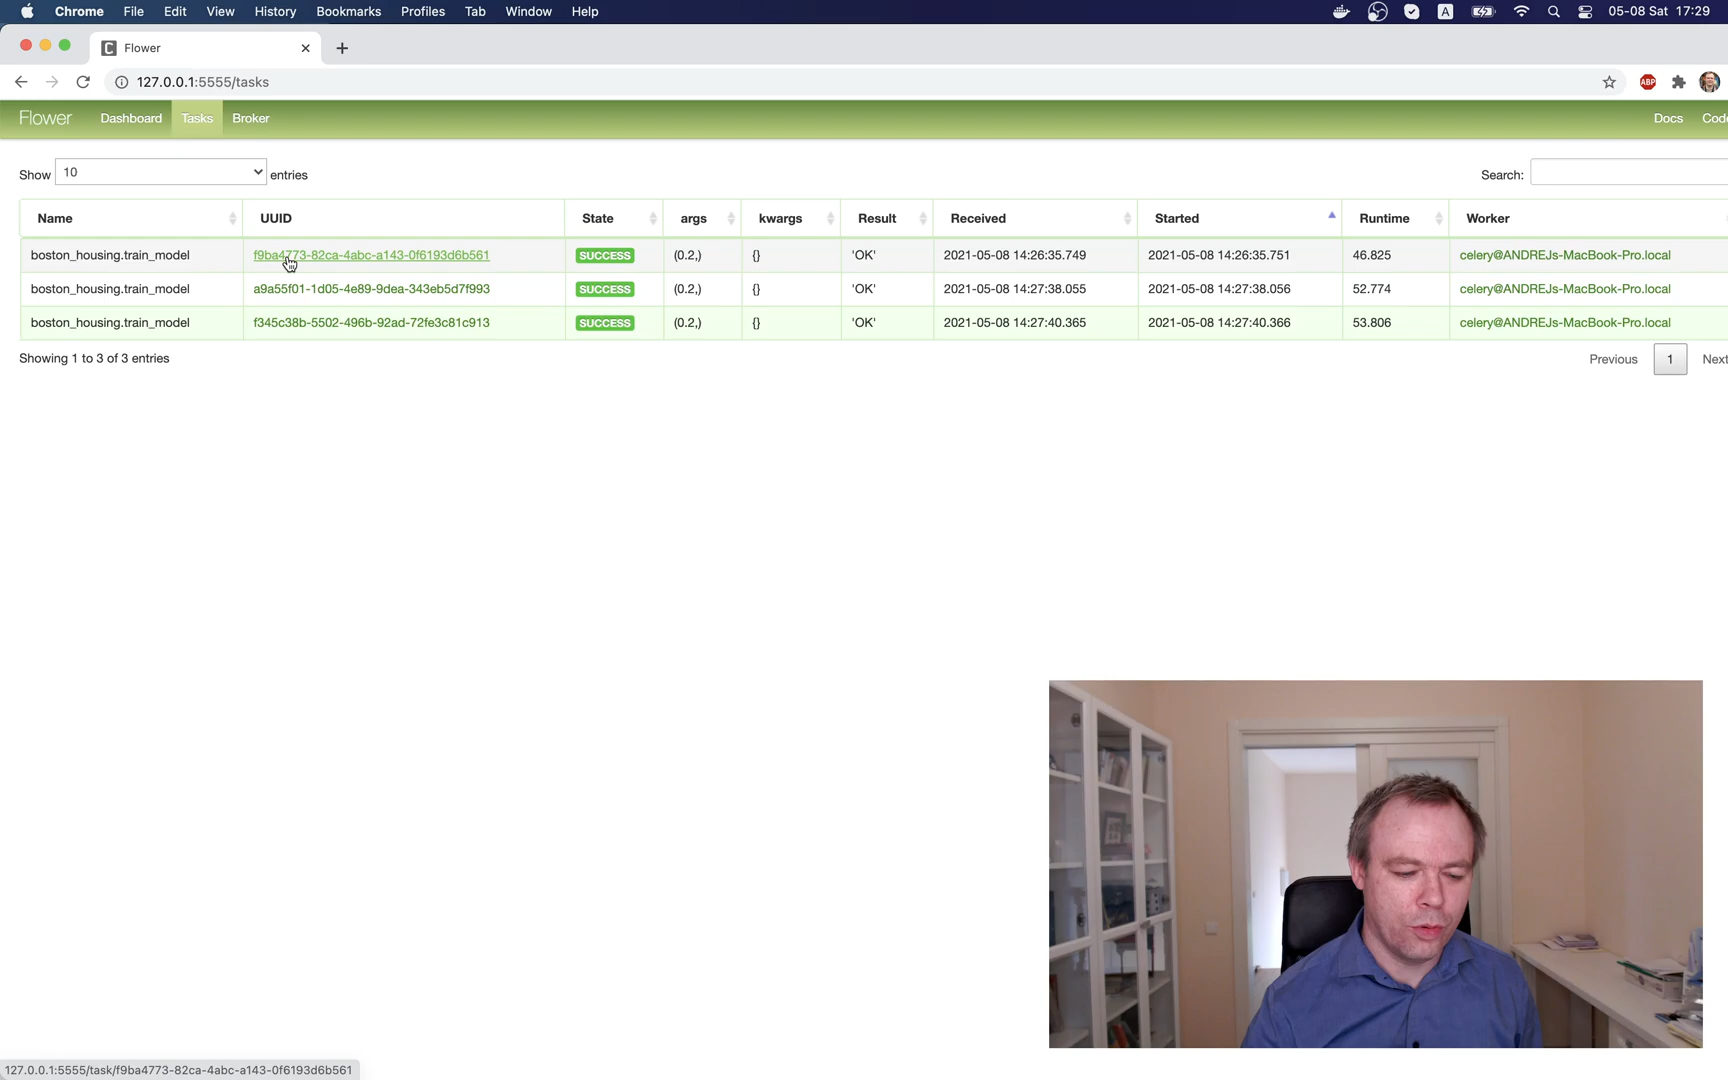 Chrome File Edit View History Bookmarks Profiles Tab Window Help A 05-08 Sat 17:29
C Flower
127.0.0.1:5555/tasks ABP
Flower Dashboard Tasks Broker Docs Code
Show 10 entries Search:
Name UUID State args kwargs Result Received Started Runtime Worker
boston_housing.train_model f9ba4773-82ca-4abc-a143-0f6193d6b561 SUCCESS (0.2,) {} 'OK' 2021-05-08 14:26:35.749 2021-05-08 14:26:35.751 46.825 celery@ANDREJs-MacBook-Pro.local
boston_housing.train_model a9a55f01-1d05-4e89-9dea-343eb5d7f993 SUCCESS (0.2,) {} 'OK' 2021-05-08 14:27:38.055 2021-05-08 14:27:38.056 52.774 celery@ANDREJs-MacBook-Pro.local
boston_housing.train_model f345c38b-5502-496b-92ad-72fe3c81c913 SUCCESS (0.2,) {} 'OK' 2021-05-08 14:27:40.365 2021-05-08 14:27:40.366 53.806 celery@ANDREJs-MacBook-Pro.local
Showing 1 to 3 of 3 entries Previous 1 Next
127.0.0.1:5555/task/f9ba4773-82ca-4abc-a143-0f6193d6b561